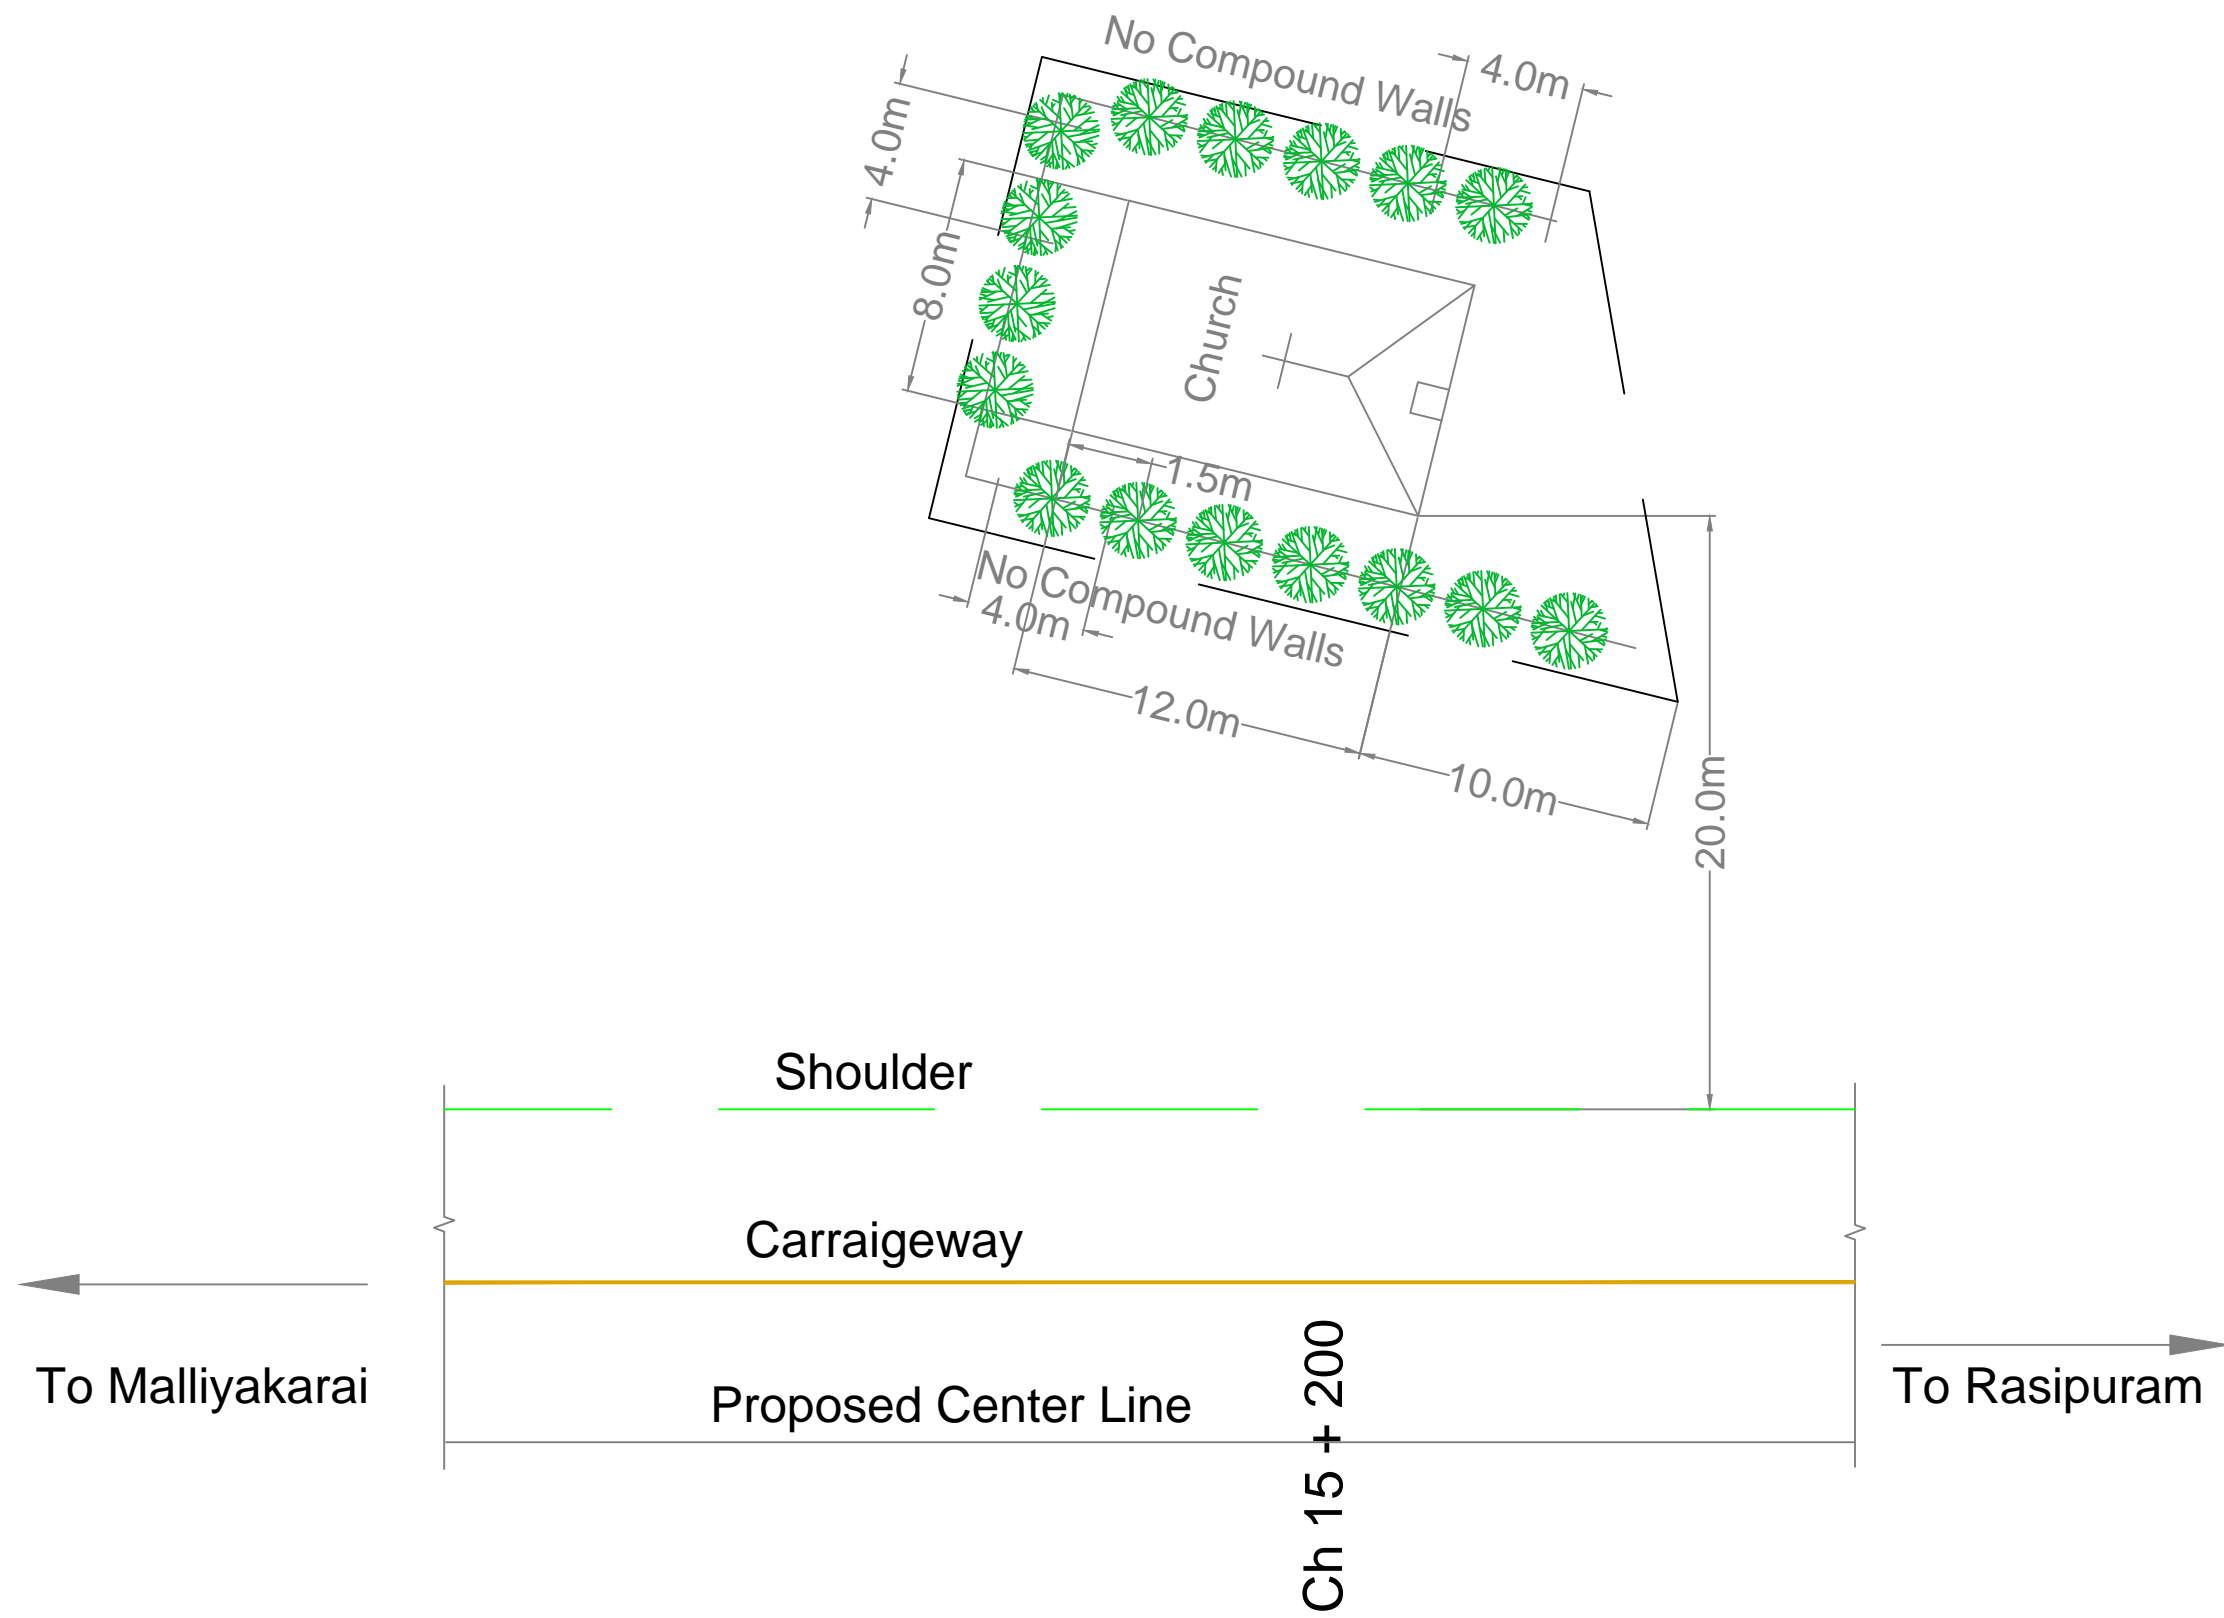 No Compound Walls
4.0m
4.0m
8.0m
Church
1.5m
No Compound Walls
4.0m
12.0m
10.0m
20.0m
Shoulder
Carraigeway
To Malliyakarai
Proposed Center Line
Ch 15 + 200
To Rasipuram